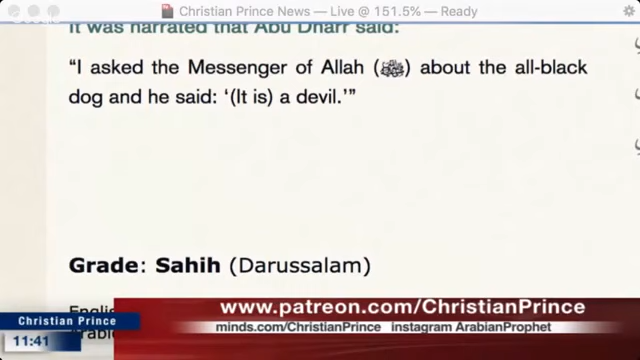 Christian Prince News — Live @ 151.5% — Ready
It was narrated that Abu Dharr said:
"I asked the Messenger of Allah (ﷺ) about the all-black
dog and he said: '(It is) a devil.'"
Grade: Sahih (Darussalam)
www.patreon.com/ChristianPrince
minds.com/ChristianPrince instagram ArabianProphet
Christian Prince
11:41